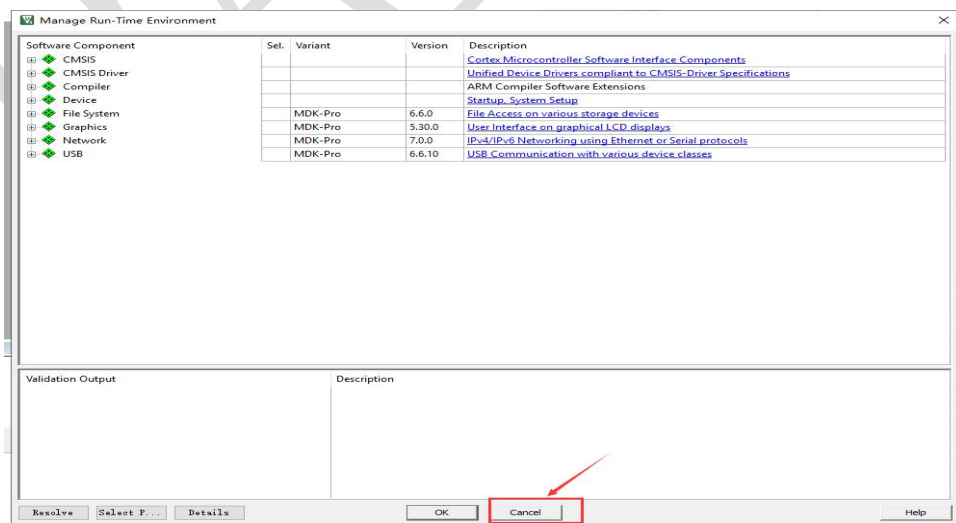 Manage Run-Time Environment
Software Component Sel. Variant Version Description
CMSIS Cortex Microcontroller Software Interface Components
CMSIS Driver Unified Device Drivers compliant to CMSIS-Driver Specifications
Compiler ARM Compiler Software Extensions
Device Startup, System Setup
File System MDK-Pro 6.6.0 File Access on various storage devices
Graphics MDK-Pro 5.30.0 User Interface on graphical LCD displays
Network MDK-Pro 7.0.0 IPv4/IPv6 Networking using Ethernet or Serial protocols
USB MDK-Pro 6.6.10 USB Communication with various device classes
Validation Output Description
Resolve Select P... Details OK Cancel Help